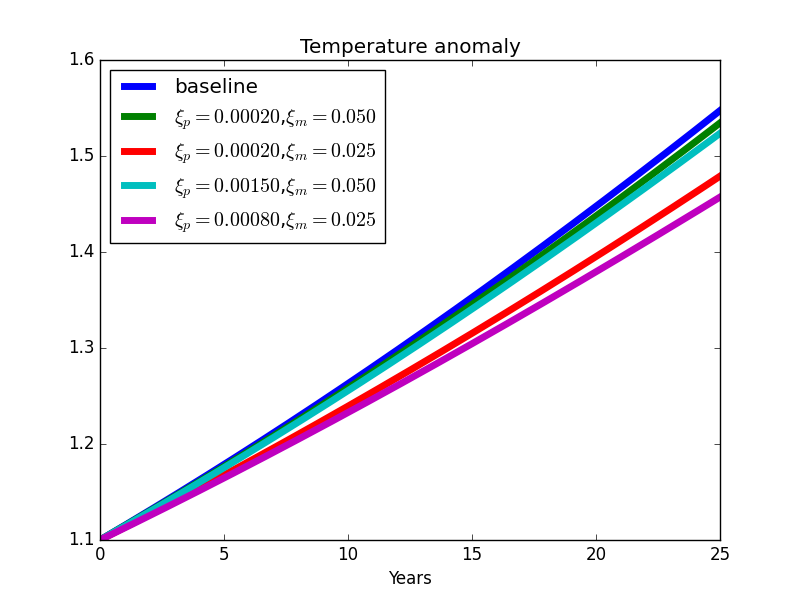 Temperature anomaly
1.6
1.5
1.4
1.3
1.2
1.1
baseline
ξp = 0.00020,ξm = 0.050
ξp = 0.00020,ξm = 0.025
ξp = 0.00150,ξm = 0.050
ξp = 0.00080,ξm = 0.025
0 5 10 15 20 25
Years